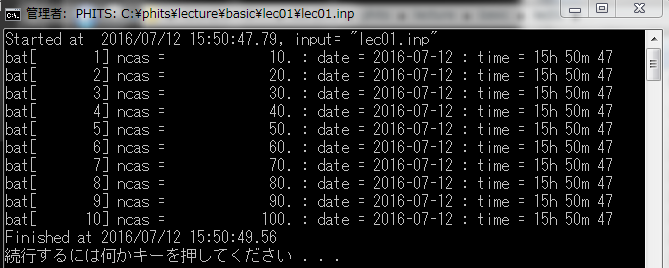 管理者: PHITS: C:¥phits¥lecture¥basic¥lec01¥lec01.inp
Started at  2016/07/12 15:50:47.79, input= "lec01.inp"
bat[       1] ncas =             10. : date = 2016-07-12 : time = 15h 50m 47
bat[       2] ncas =             20. : date = 2016-07-12 : time = 15h 50m 47
bat[       3] ncas =             30. : date = 2016-07-12 : time = 15h 50m 47
bat[       4] ncas =             40. : date = 2016-07-12 : time = 15h 50m 47
bat[       5] ncas =             50. : date = 2016-07-12 : time = 15h 50m 47
bat[       6] ncas =             60. : date = 2016-07-12 : time = 15h 50m 47
bat[       7] ncas =             70. : date = 2016-07-12 : time = 15h 50m 47
bat[       8] ncas =             80. : date = 2016-07-12 : time = 15h 50m 47
bat[       9] ncas =             90. : date = 2016-07-12 : time = 15h 50m 47
bat[      10] ncas =            100. : date = 2016-07-12 : time = 15h 50m 47
Finished at 2016/07/12 15:50:49.56
続行するには何かキーを押してください . . .